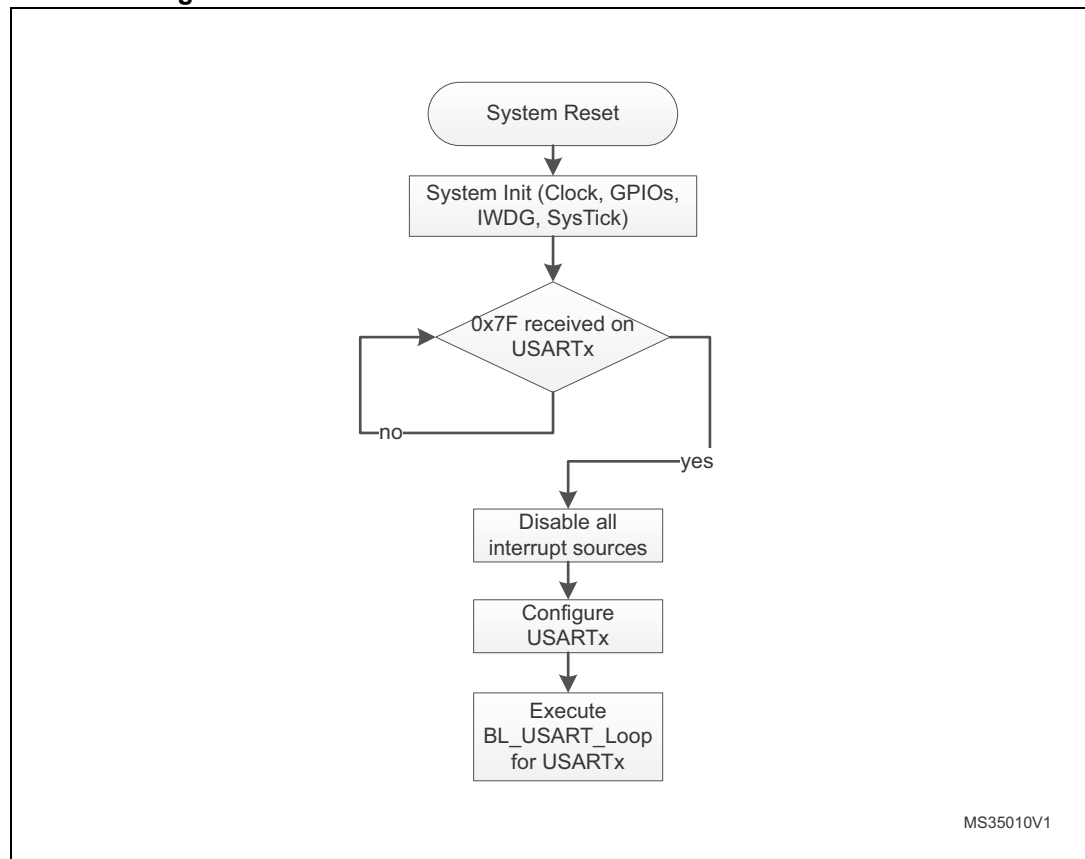 System Reset
System Init (Clock, GPIOs,
IWDG, SysTick)
0x7F received on
USARTx
no
yes
Disable all
interrupt sources
Configure
USARTx
Execute
BL_USART_Loop
for USARTx
MS35010V1